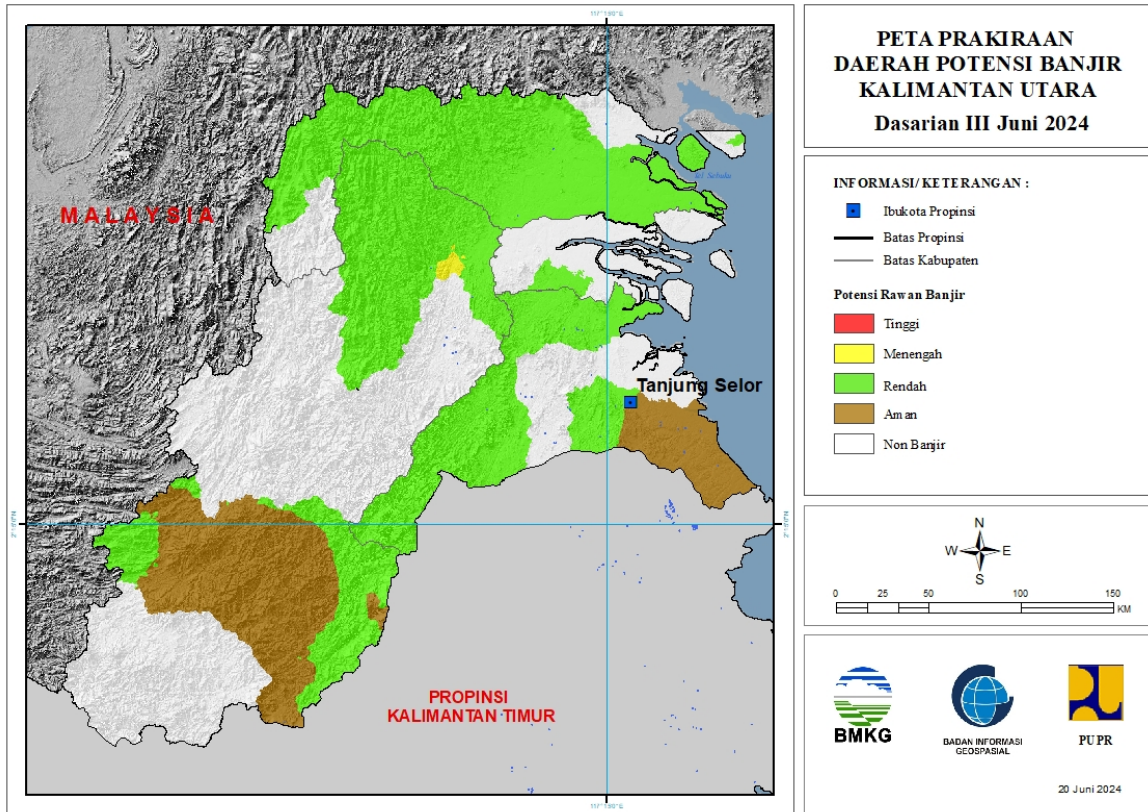 PETA PRAKIRAAN
DAERAH POTENSI BANJIR
KALIMANTAN UTARA
Dasarian III Juni 2024
INFORMASI/KETERANGAN :
Ibukota Propinsi
Batas Propinsi
Batas Kabupaten
Potensi Rawan Banjir
Tinggi
Menengah
Rendah
Aman
Non Banjir
N
W E
S
0 25 50 100 150
KM
BMKG
BADAN INFORMASI
GEOSPASIAL
PUPR
20 Juni 2024
MALAYSIA
Tel Sebuku
Tanjung Selor
PROPINSI
KALIMANTAN TIMUR